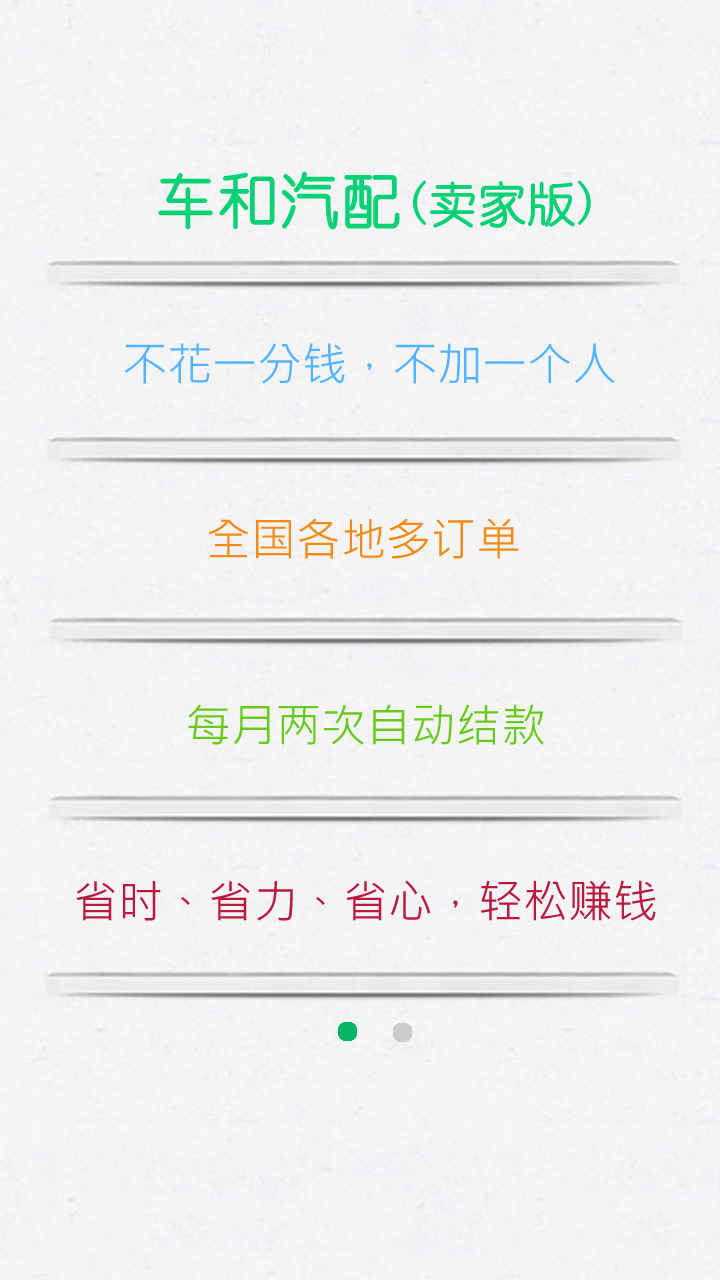 车和汽配(卖家版)
不花一分钱，不加一个人
全国各地多订单
每月两次自动结款
省时、省力、省心，轻松赚钱